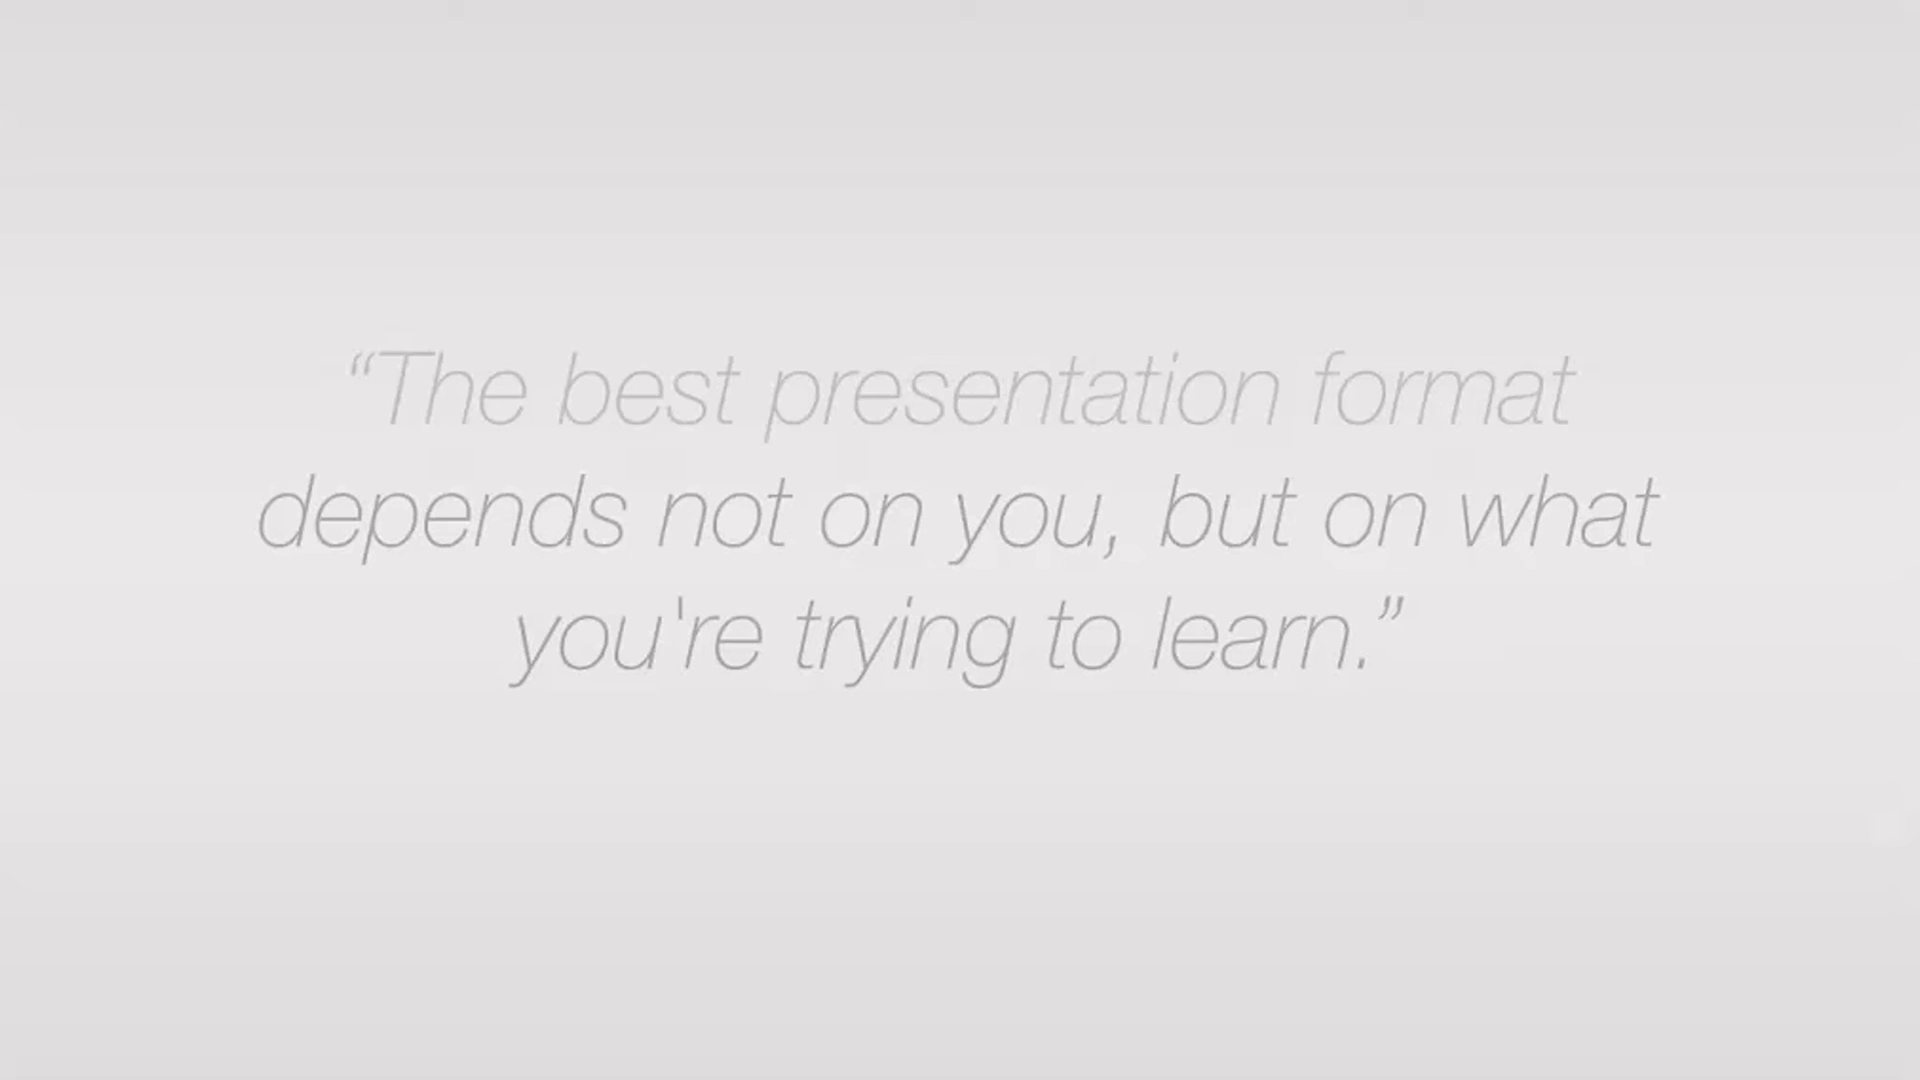 “The best presentation format
depends not on you, but on what
you're trying to learn.”